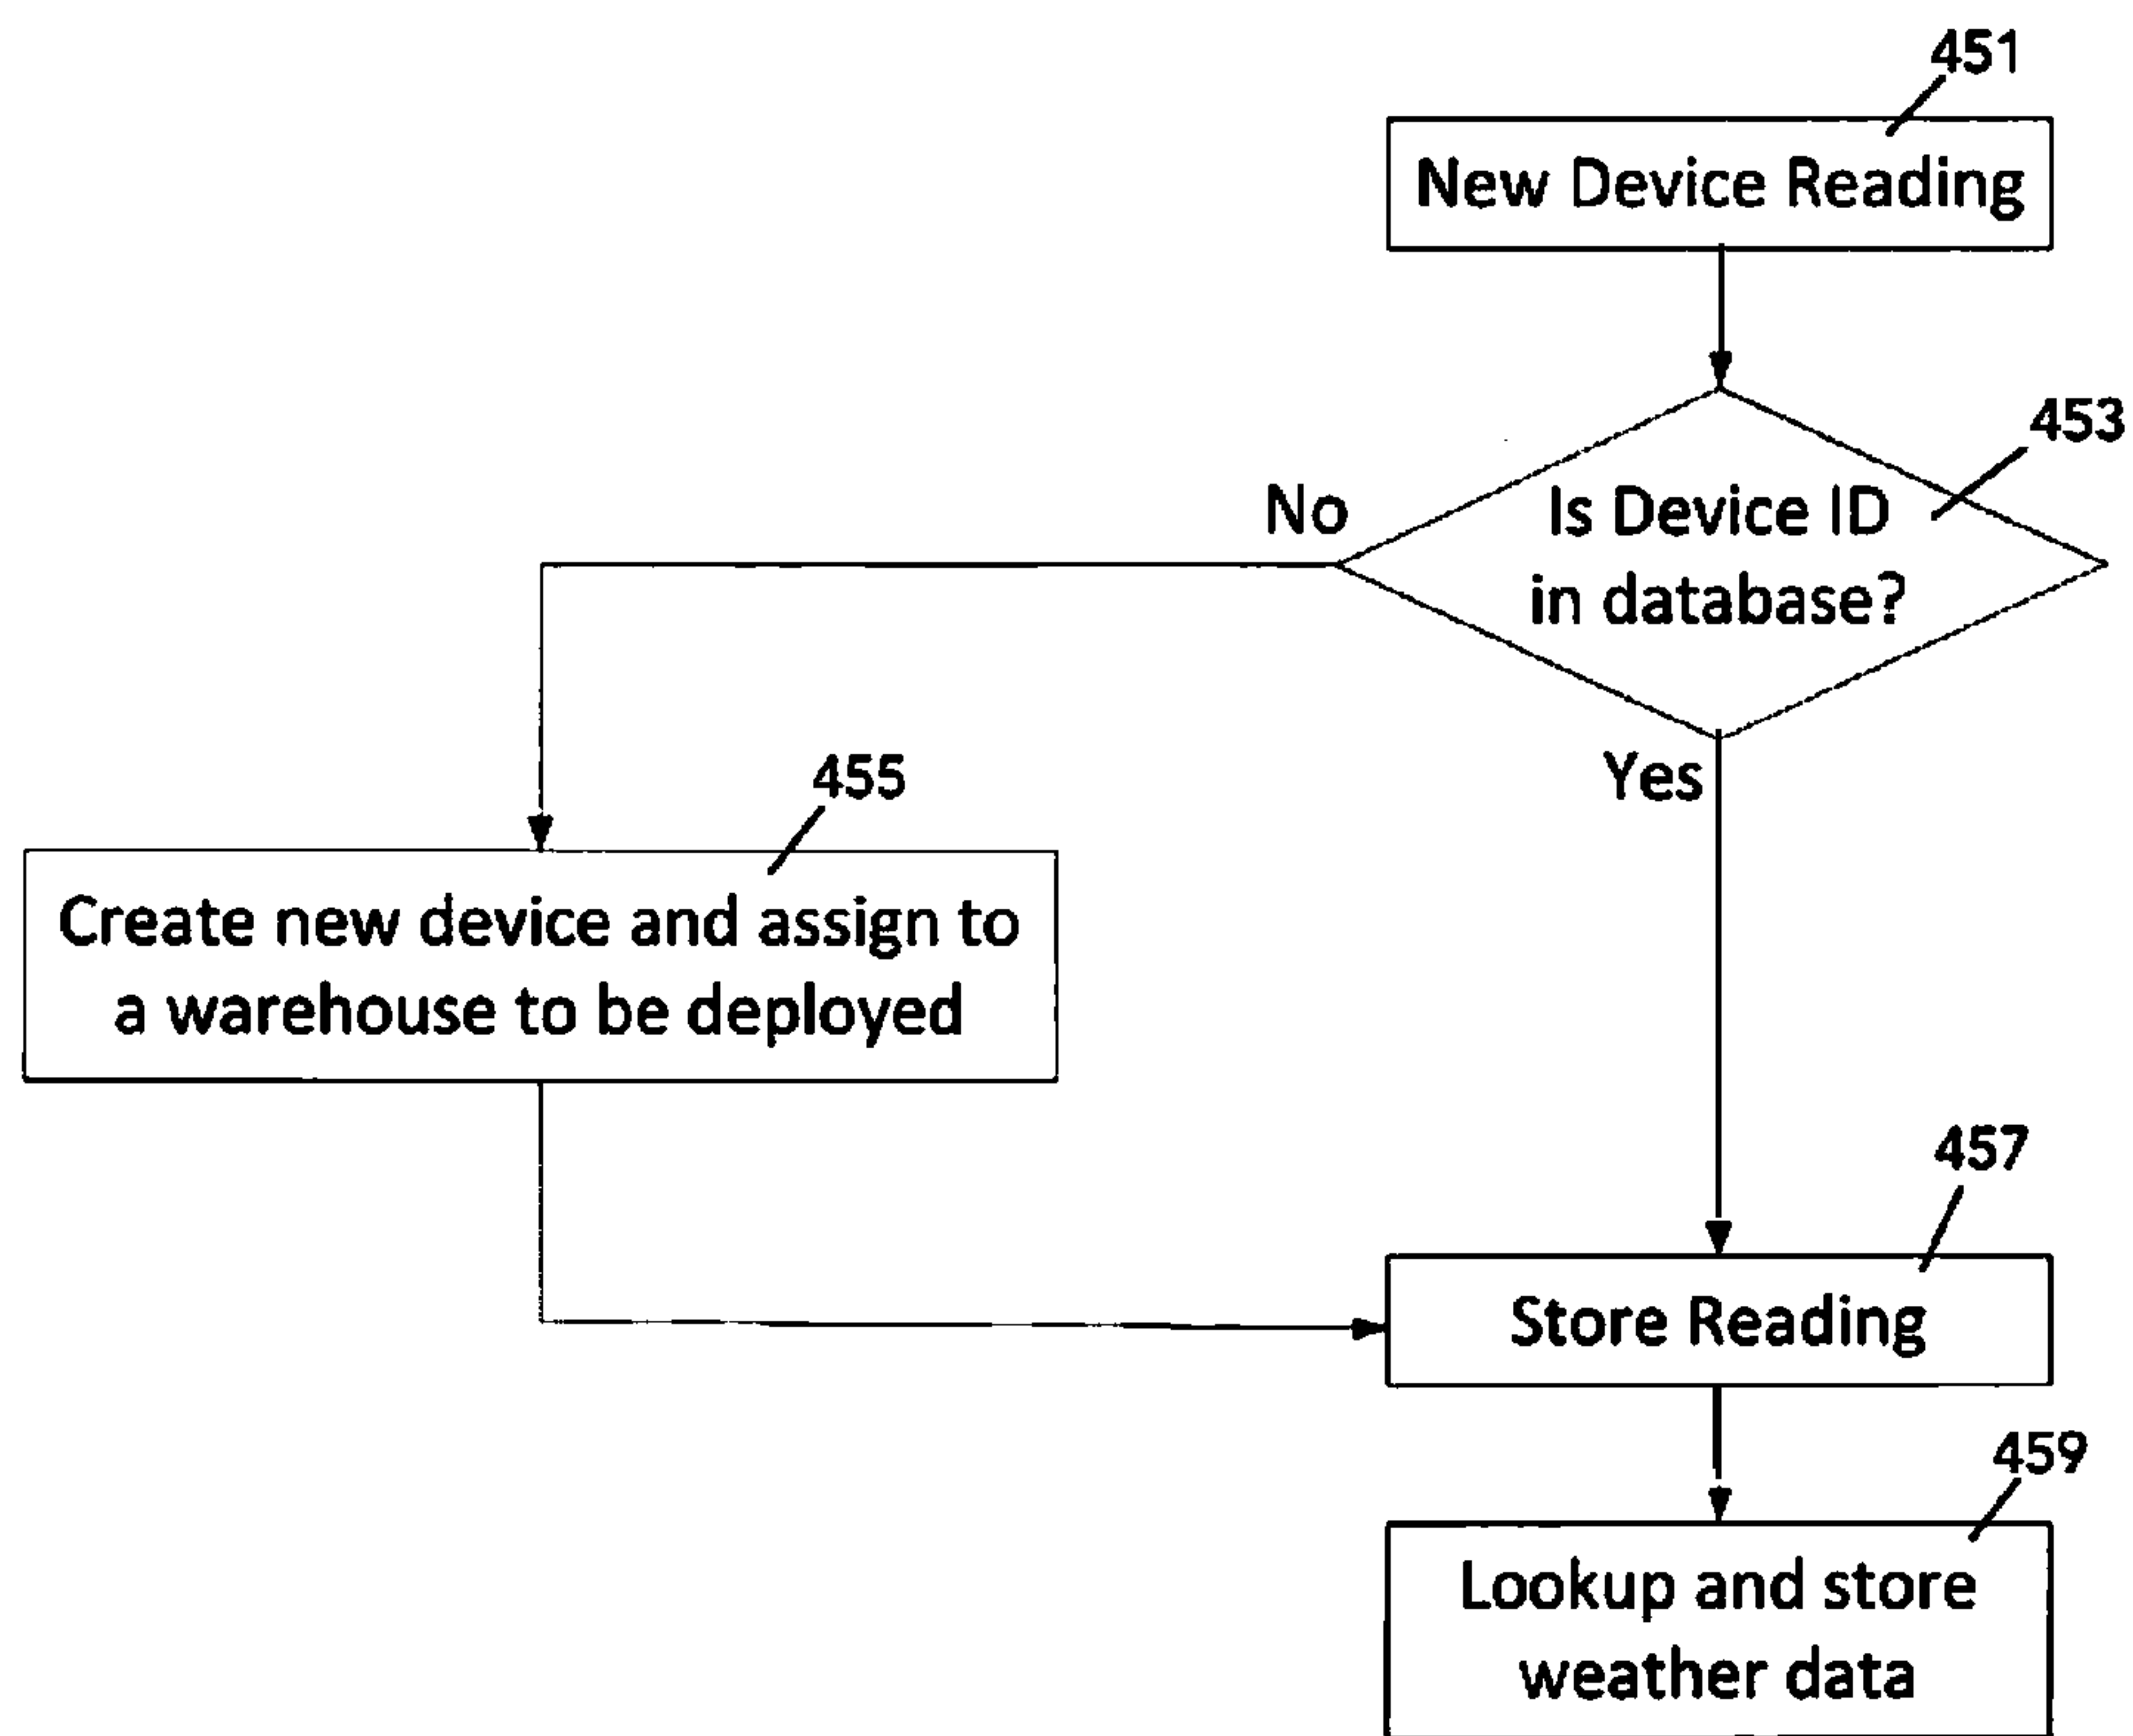 451
New Device Reading
453
No
Is Device ID
in database?
Yes
455
Create new device and assign to
a warehouse to be deployed
457
Store Reading
459
Lookup and store
weather data